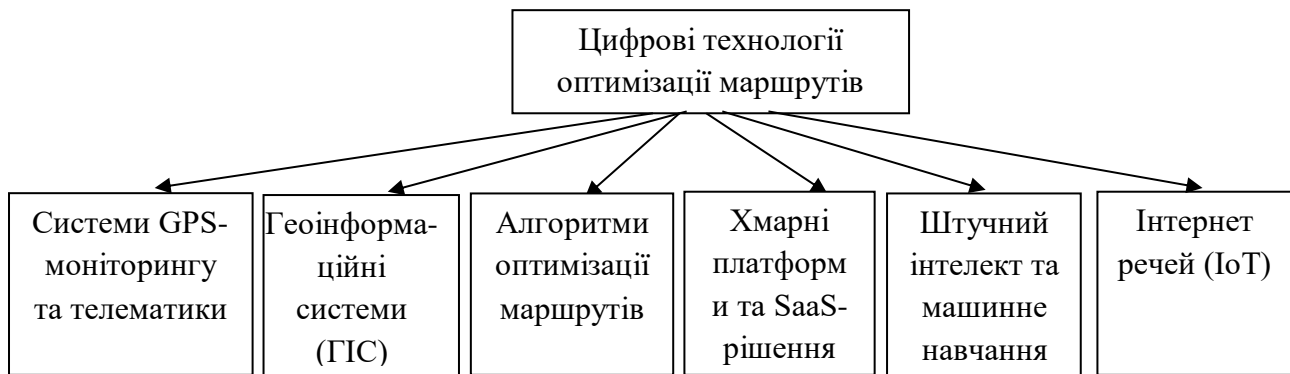 Цифрові технології
оптимізації маршрутів
Системи GPS-
моніторингу
та телематики
Геоінформа-
ційні
системи
(ГІС)
Алгоритми
оптимізації
маршрутів
Хмарні
платформ
и та SaaS-
рішення
Штучний
інтелект та
машинне
навчання
Інтернет
речей (IoT)